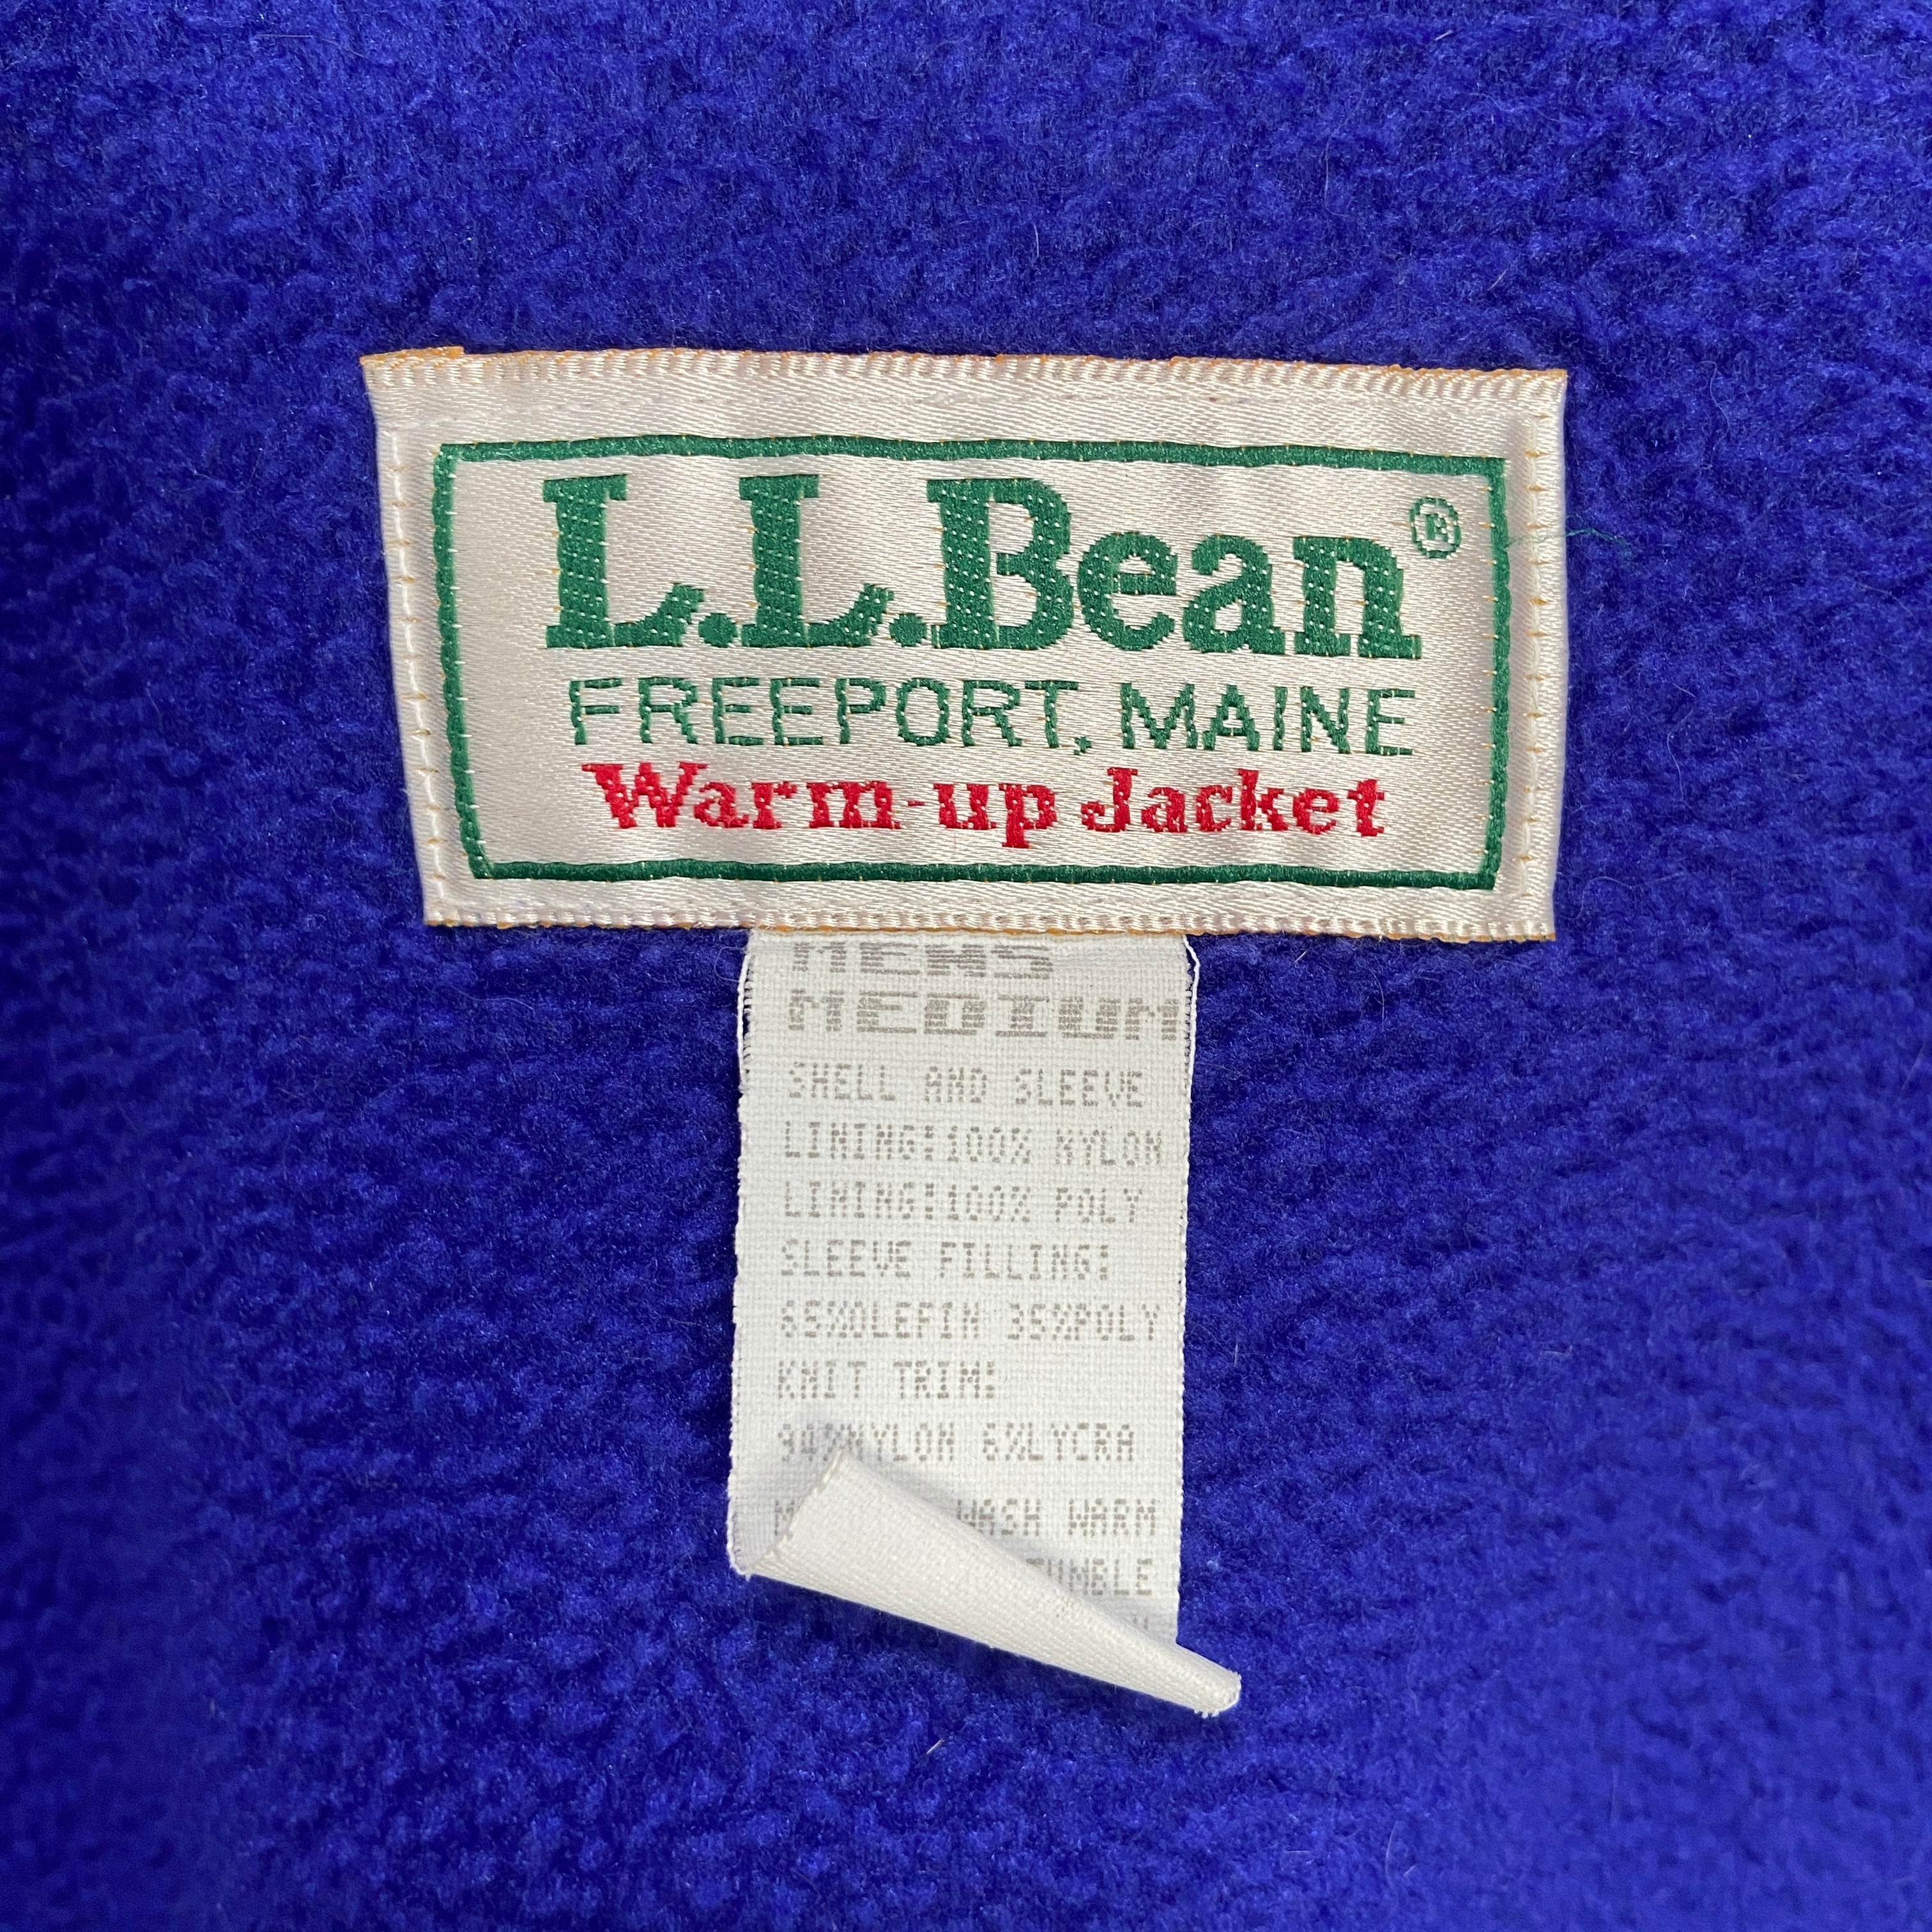 L.L.Bean®
FREEPORT, MAINE
Warm-up Jacket
MENS
MEDIUM
SHELL AND SLEEVE
LINING:100% NYLON
LINING:100% POLY
SLEEVE FILLING:
65%OLEFIN 35%POLY
KNIT TRIM:
94%NYLON 6%LYCRA
WASH WARM
TUMBLE